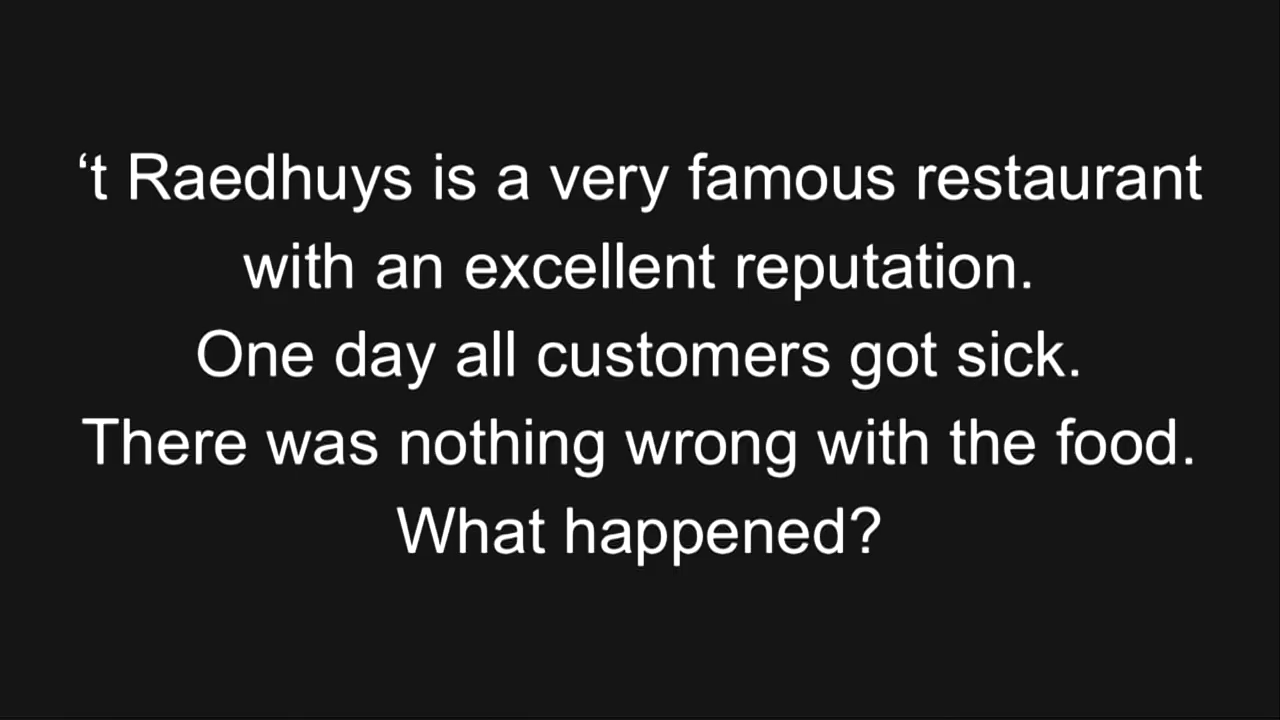 ‘t Raedhuys is a very famous restaurant
with an excellent reputation.
One day all customers got sick.
There was nothing wrong with the food.
What happened?